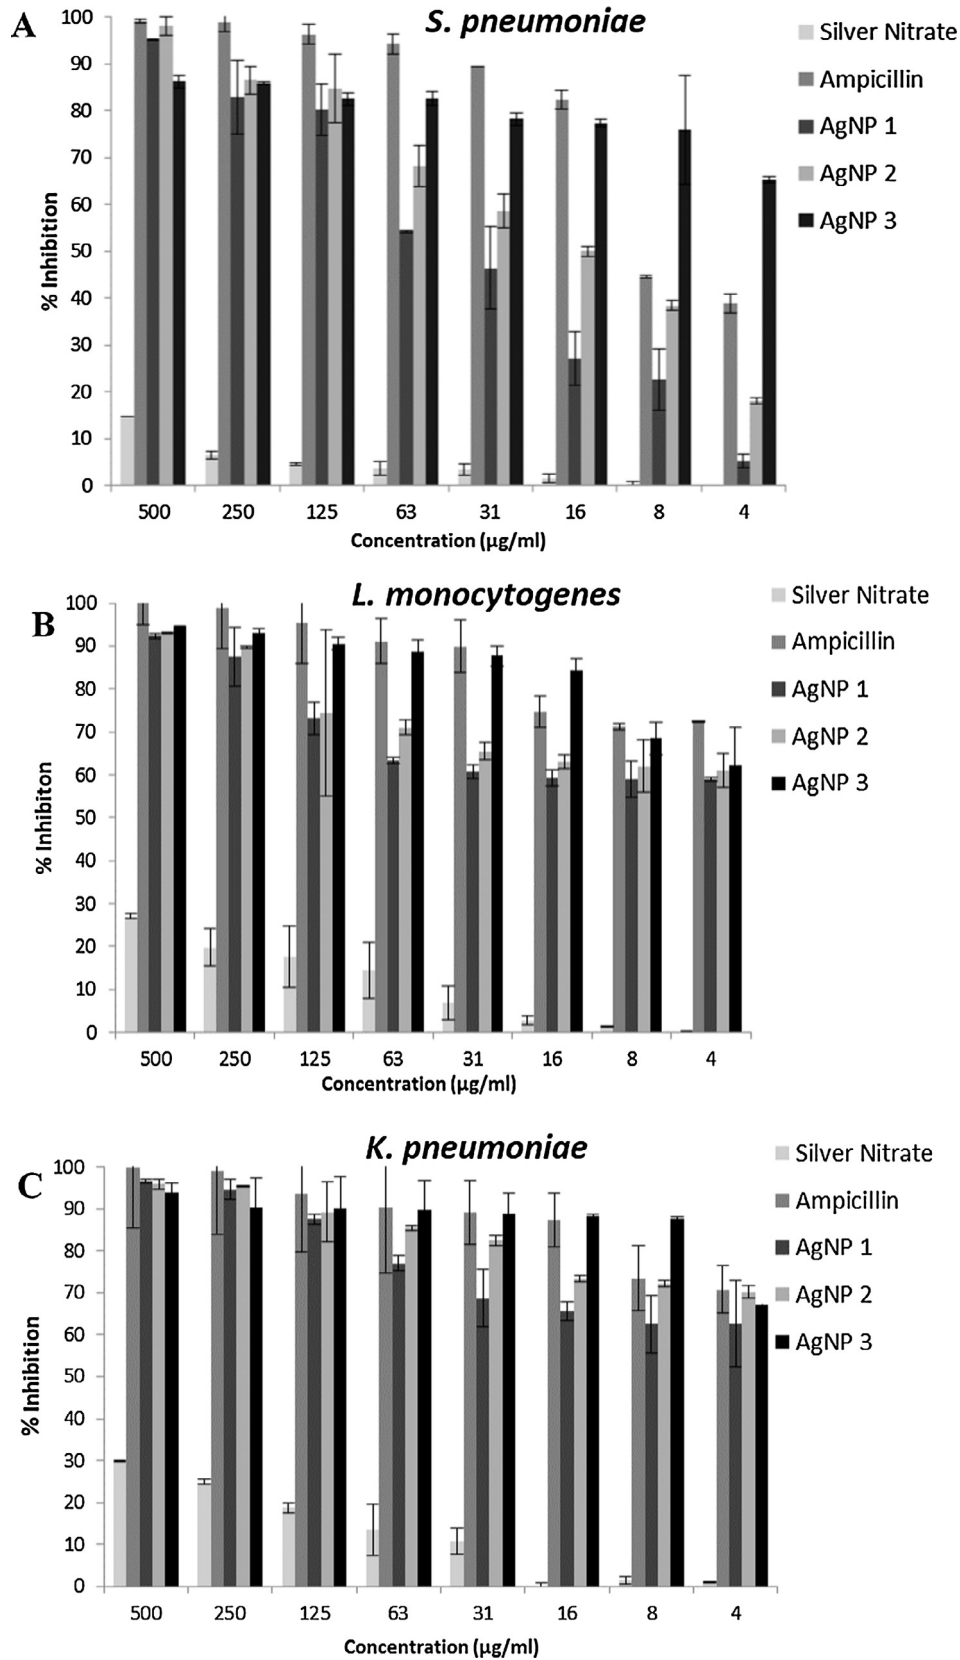 A
S. pneumoniae
Silver Nitrate
Ampicillin
AgNP 1
AgNP 2
AgNP 3
% Inhibition
100
90
80
70
60
50
40
30
20
10
0
500 250 125 63 31 16 8 4
Concentration (µg/ml)
B
L. monocytogenes
Silver Nitrate
Ampicillin
AgNP 1
AgNP 2
AgNP 3
% Inhibiton
100
90
80
70
60
50
40
30
20
10
0
500 250 125 63 31 16 8 4
Concentration (µg/ml)
C
K. pneumoniae
Silver Nitrate
Ampicillin
AgNP 1
AgNP 2
AgNP 3
% Inhibition
100
90
80
70
60
50
40
30
20
10
0
500 250 125 63 31 16 8 4
Concentration (µg/ml)